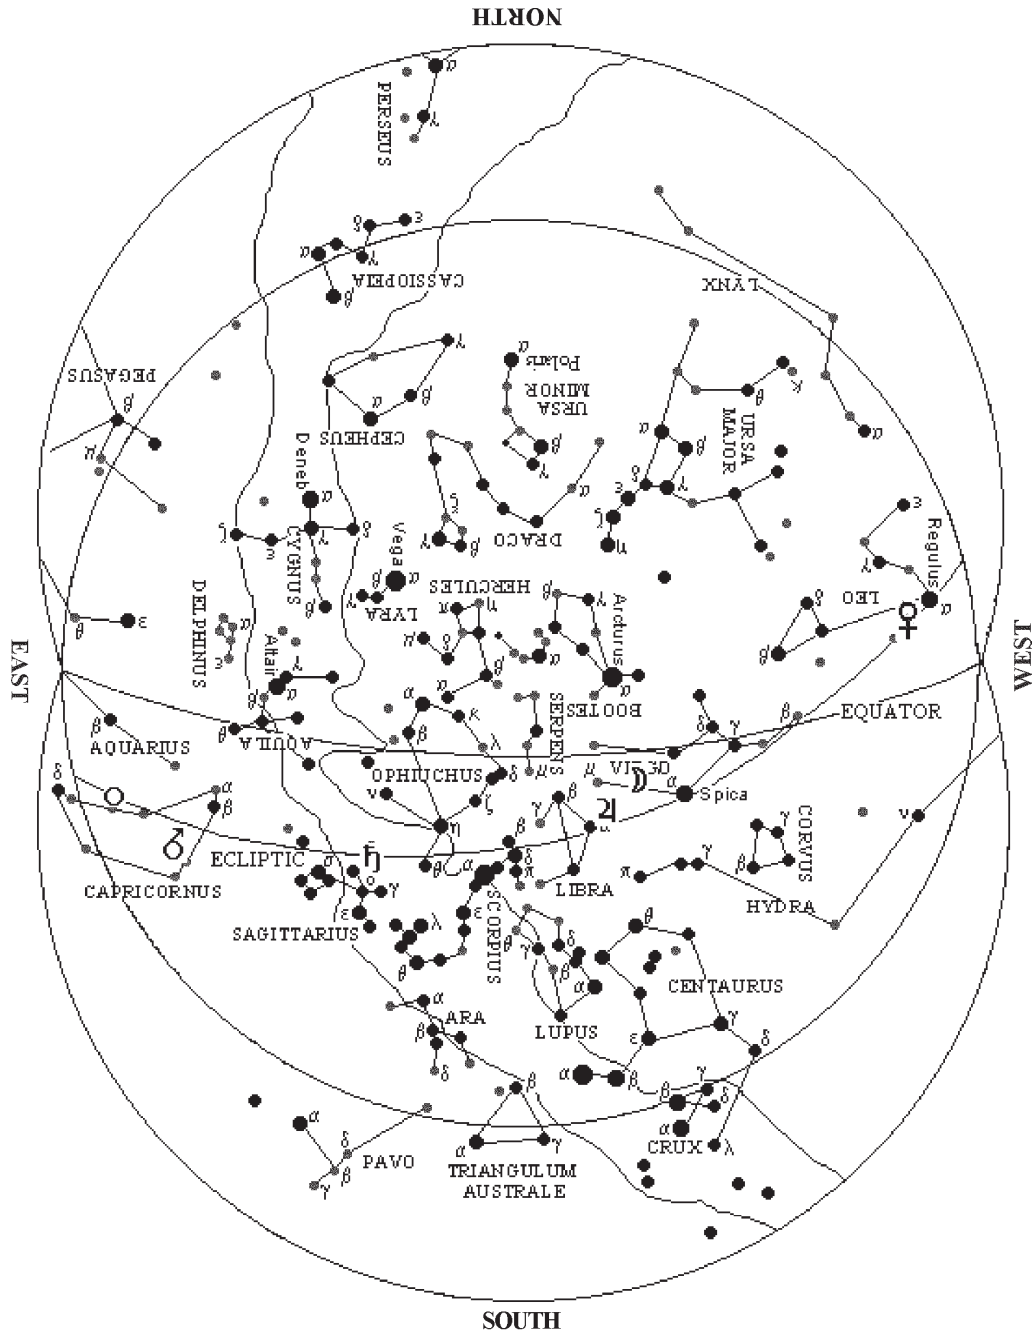 NORTH
α
PERSEUS
γ
δ
ε
α
γ
CASSIOPEIA
β
LYNX
PEGASUS
γ
α
Polaris
β
α
β
URSA
MINOR
θ
κ
URSA
MAJOR
α
CEPHEUS
μ
Deneb
α
β
γ
α
β
α
δ
γ
ε
ζ
ξ
ζ
ε
γ
δ
CYGNUS
γ
β
DRACO
η
ε
γ
Regulus
Vega
α
β
γ
LYRA
HERCULES
η
π
β
γ
β
δ
LEO
α
♀
θ
ε
DELPHINUS
α
ε
μ
δ
α
Arcturus
β
EAST
WEST
Altair
γ
α
β
β
α
BOOTES
β
AQUARIUS
θ
AQUILA
α
β
κ
λ
SERPENS
μ
δ
γ
β
EQUATOR
VIRGO
δ
α
β
OPHIUCHUS
δ
ν
ζ
η
μ
☽
α
Spica
γ
β
♃
α
γ
β
CORVUS
ν
♂
ECLIPTIC
♄
θ
β
δ
π
α
LIBRA
π
γ
HYDRA
CAPRICORNUS
σ
ο
γ
ε
SAGITTARIUS
λ
ε
SCORPIUS
θ
θ
γ
δ
β
α
θ
CENTAURUS
α
ARA
β
δ
LUPUS
ε
γ
δ
α
β
β
γ
β
δ
α
CRUX
λ
α
δ
β
γ
PAVO
α
γ
TRIANGULUM
AUSTRALE
SOUTH